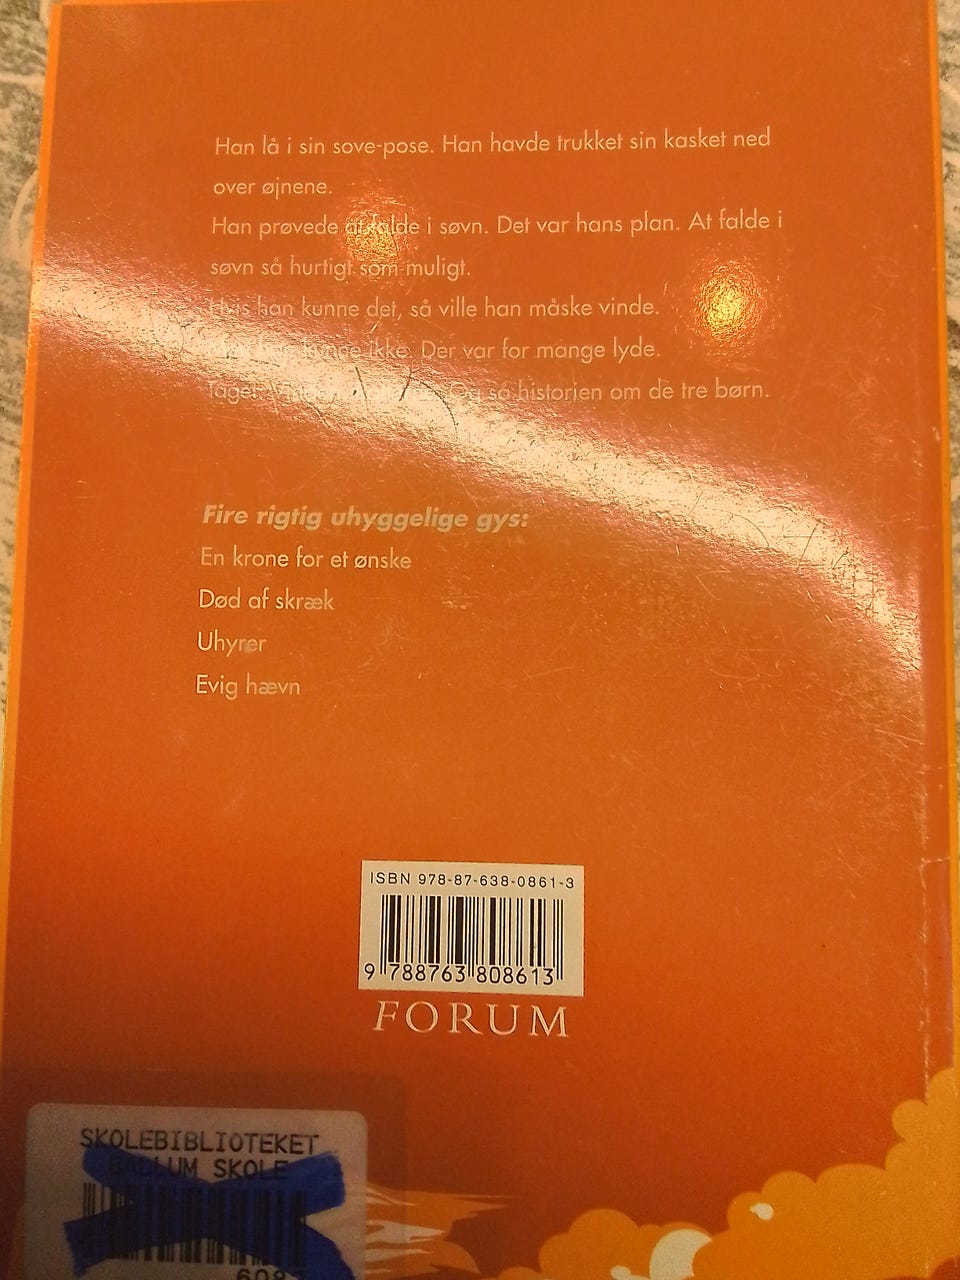 Han lå i sin sove-pose. Han havde trukket sin kasket ned
over øjnene.
Han prøvede at falde i søvn. Det var hans plan. At falde i
søvn så hurtigt som muligt.
Hvis han kunne det, så ville han måske vinde.
kunne ikke. Der var for mange lyde.
Og så historien om de tre børn.
Fire rigtig uhyggelige gys:
En krone for et ønske
Død af skræk
Uhyrer
Evig hævn
ISBN 978-87-638-0861-3
9 788763 808613
FORUM
SKOLEBIBLIOTEKET
BALLUM SKOLE